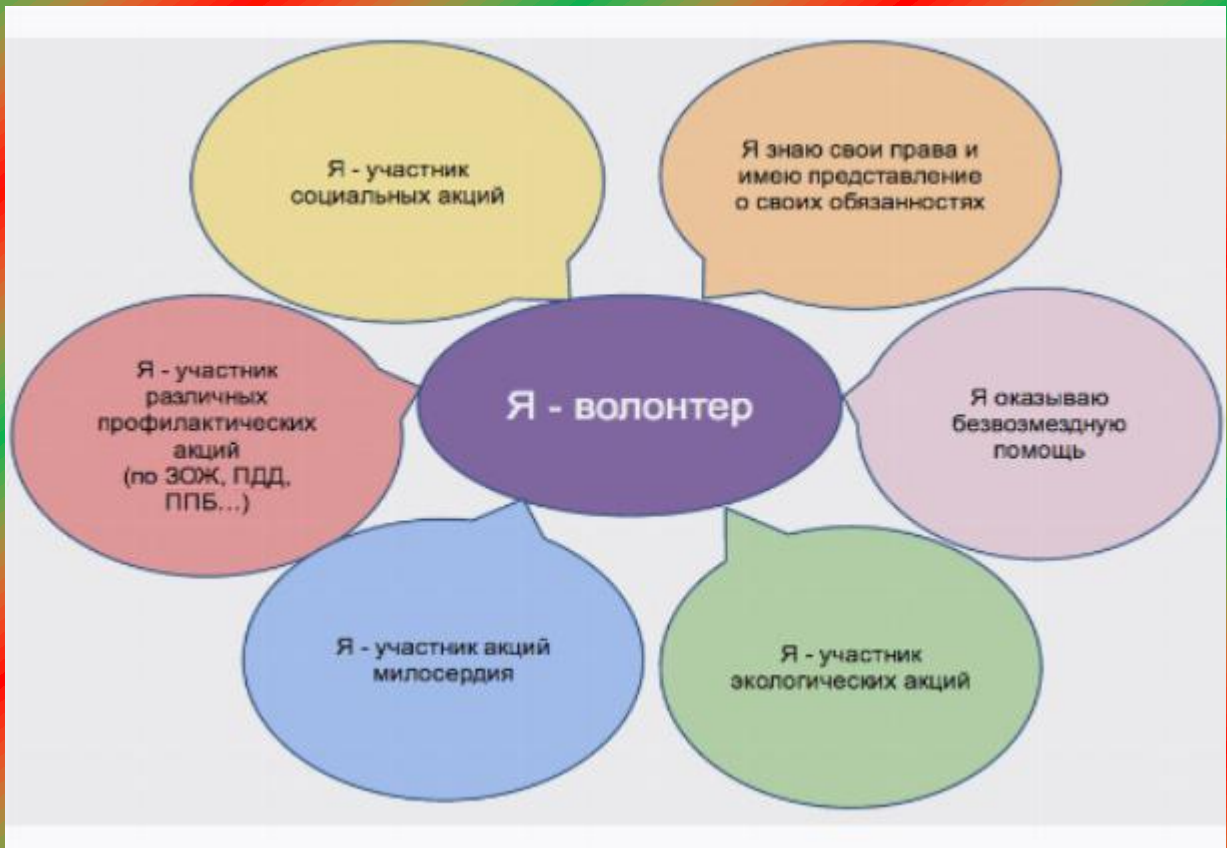 Я - участник
социальных акций
Я знаю свои права и
имею представление
о своих обязанностях
Я - участник
различных
профилактических
акций
(по ЗОЖ, ПДД,
ППБ...)
Я - волонтер
Я оказываю
безвозмездную
помощь
Я - участник акций
милосердия
Я - участник
экологических акций